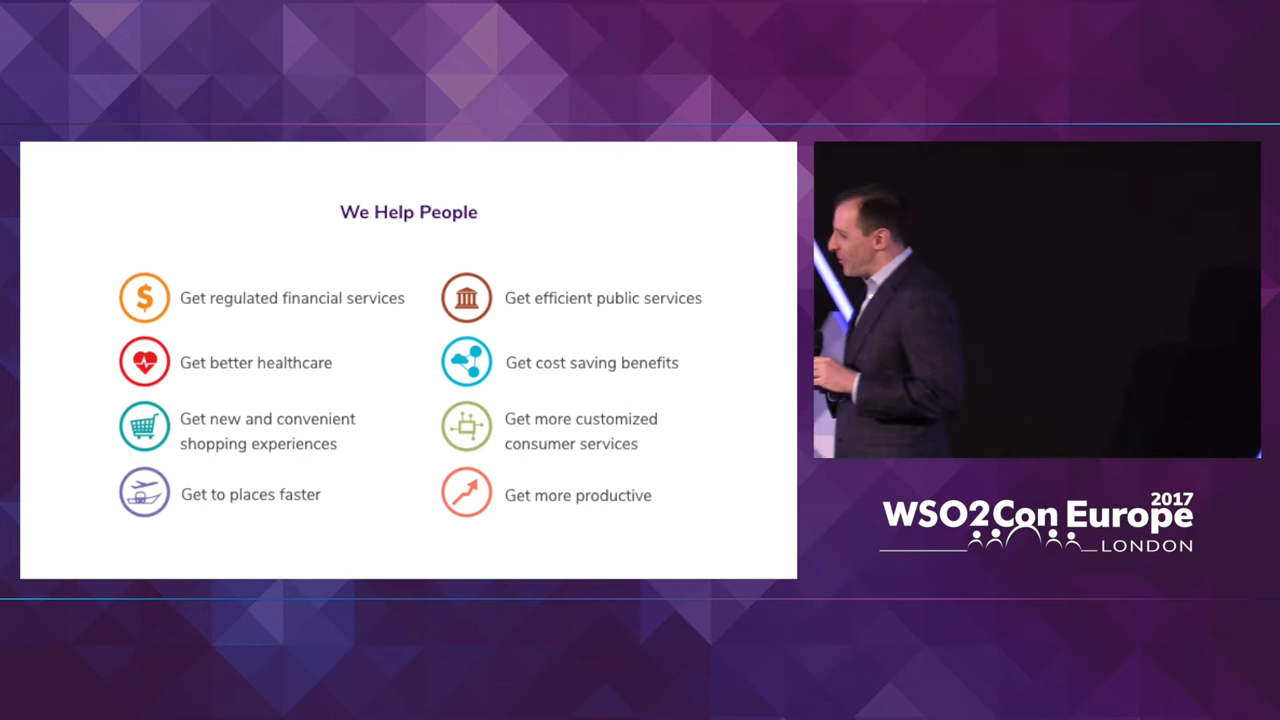 We Help People
$
Get regulated financial services
Get efficient public services
Get better healthcare
Get cost saving benefits
Get new and convenient
shopping experiences
Get more customized
consumer services
Get to places faster
Get more productive
2017
WSO2Con Europe
LONDON